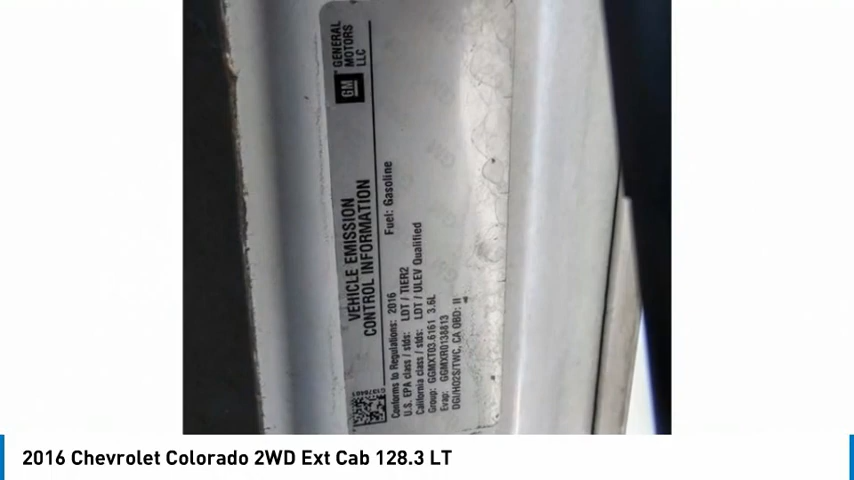 GM
GENERAL
MOTORS
LLC
VEHICLE EMISSION
CONTROL INFORMATION
Conforms to Regulations: 2016 Fuel: Gasoline
U.S. EPA class / stds: LDT / TIER2
California class / stds: LDT / ULEV Qualified
Group: GGMXT03.6161 3.6L
Evap: GGMXR0138813
DGI/HO2S/TWC, CA OBD: II
2016 Chevrolet Colorado 2WD Ext Cab 128.3 LT